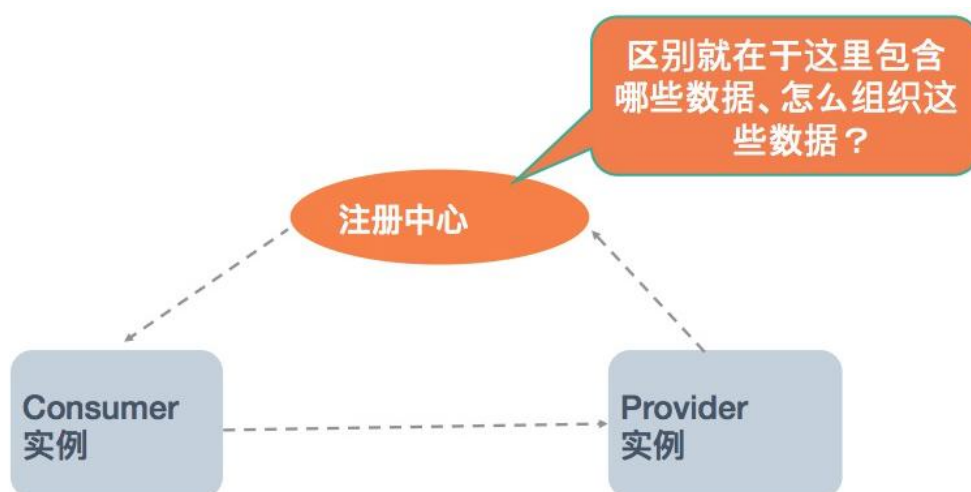 区别就在于这里包含
哪些数据、怎么组织这
些数据？
注册中心
Consumer
实例
Provider
实例